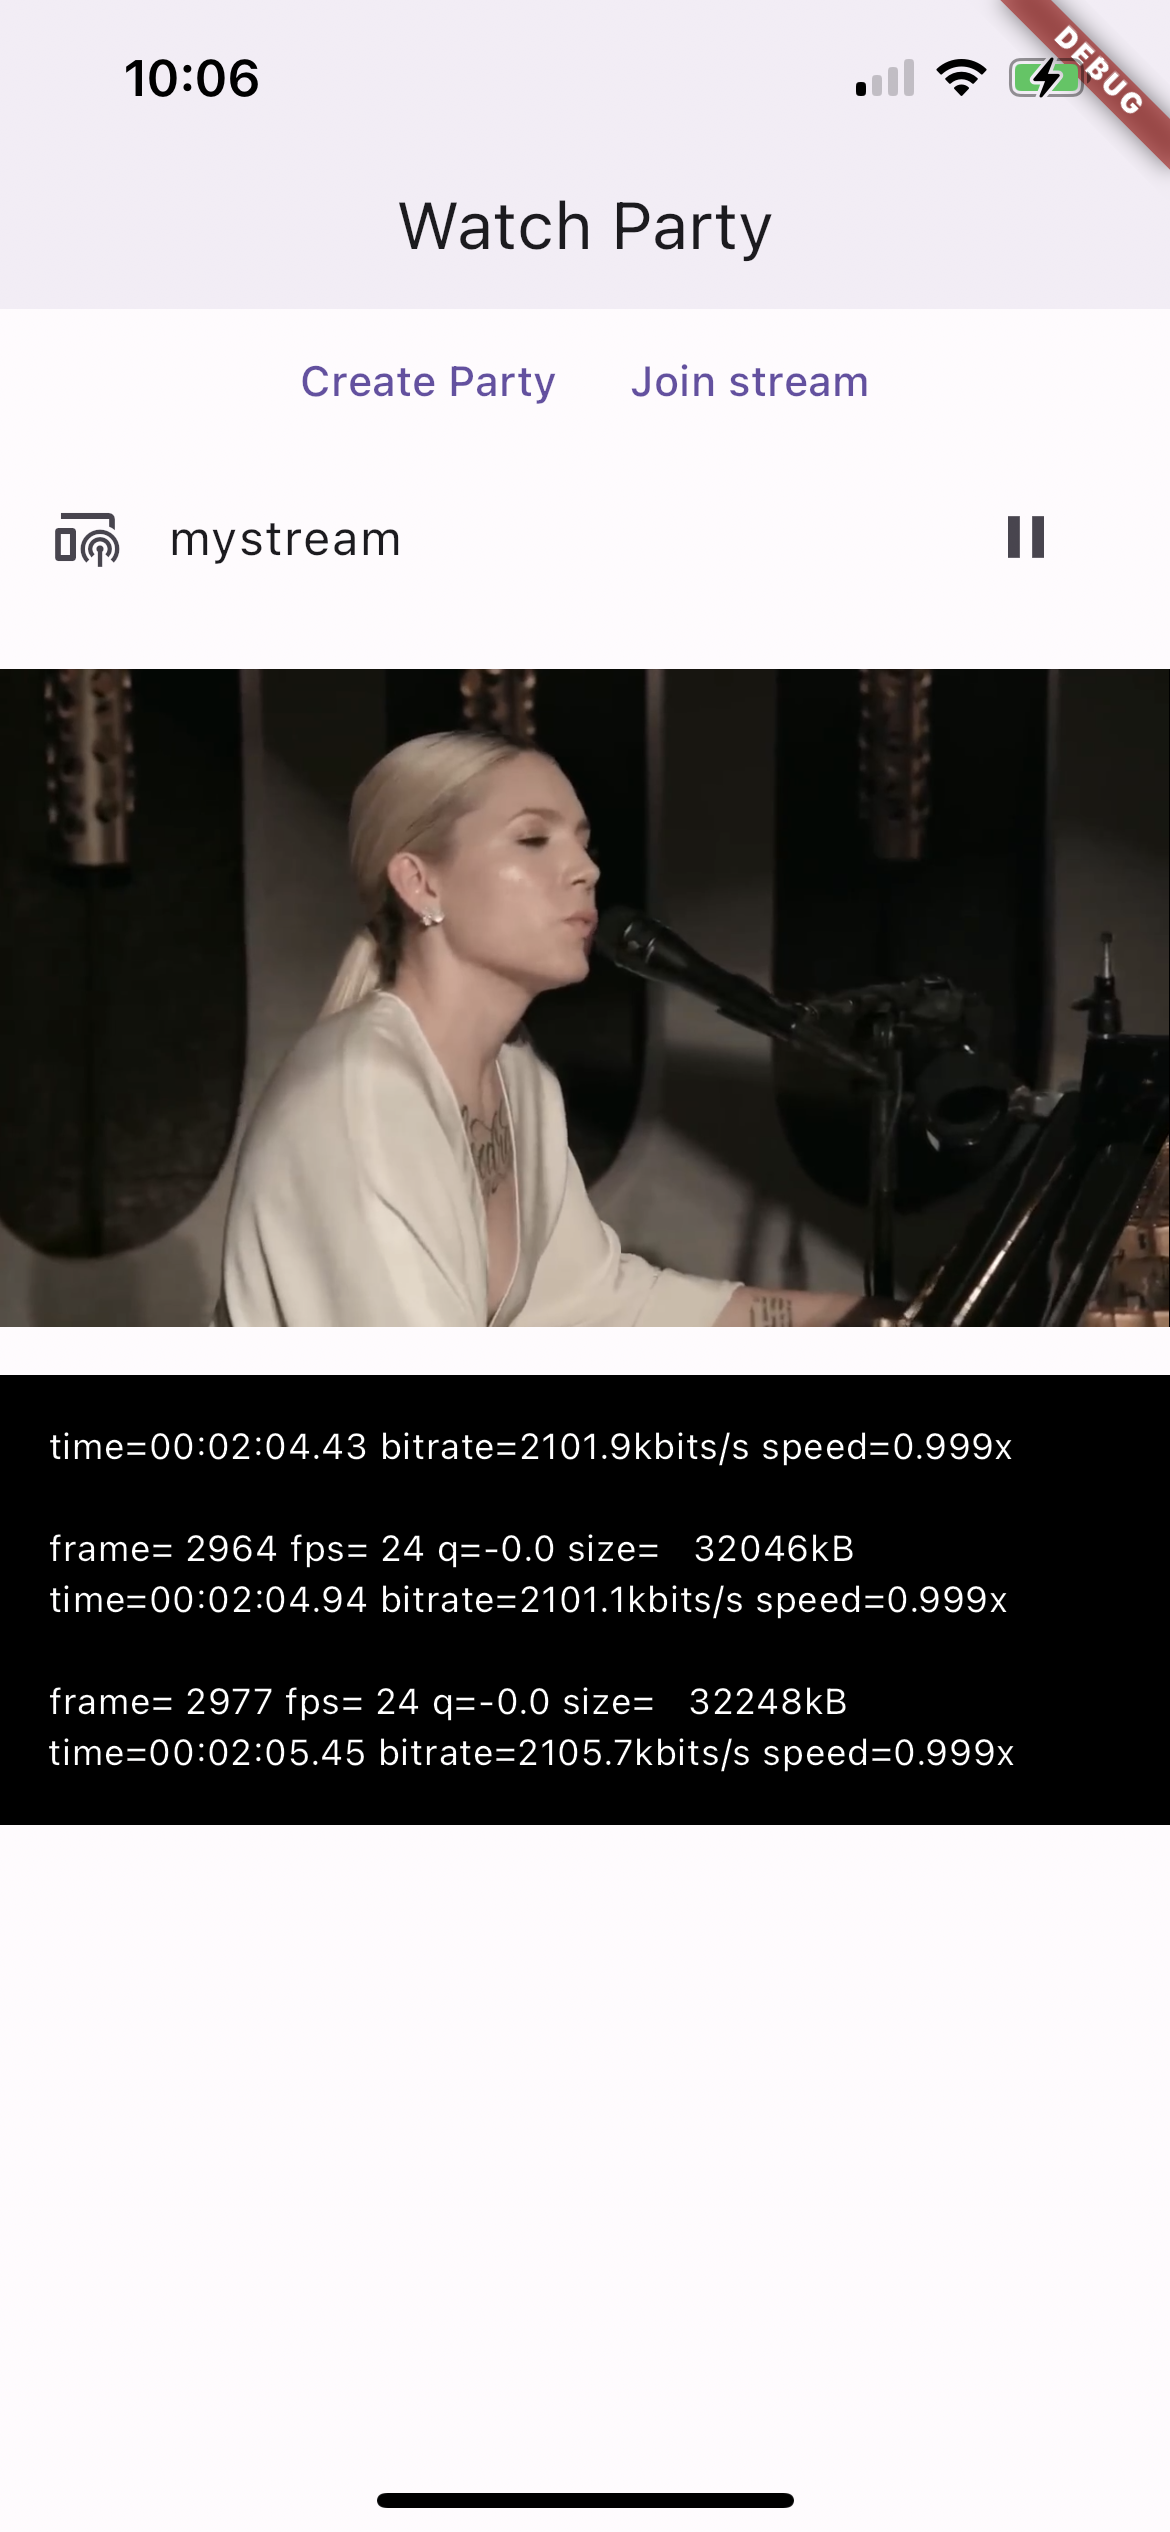 10:06
DEBUG
Watch Party
Create Party Join stream
mystream
time=00:02:04.43 bitrate=2101.9kbits/s speed=0.999x
frame= 2964 fps= 24 q=-0.0 size=   32046kB
time=00:02:04.94 bitrate=2101.1kbits/s speed=0.999x
frame= 2977 fps= 24 q=-0.0 size=   32248kB
time=00:02:05.45 bitrate=2105.7kbits/s speed=0.999x